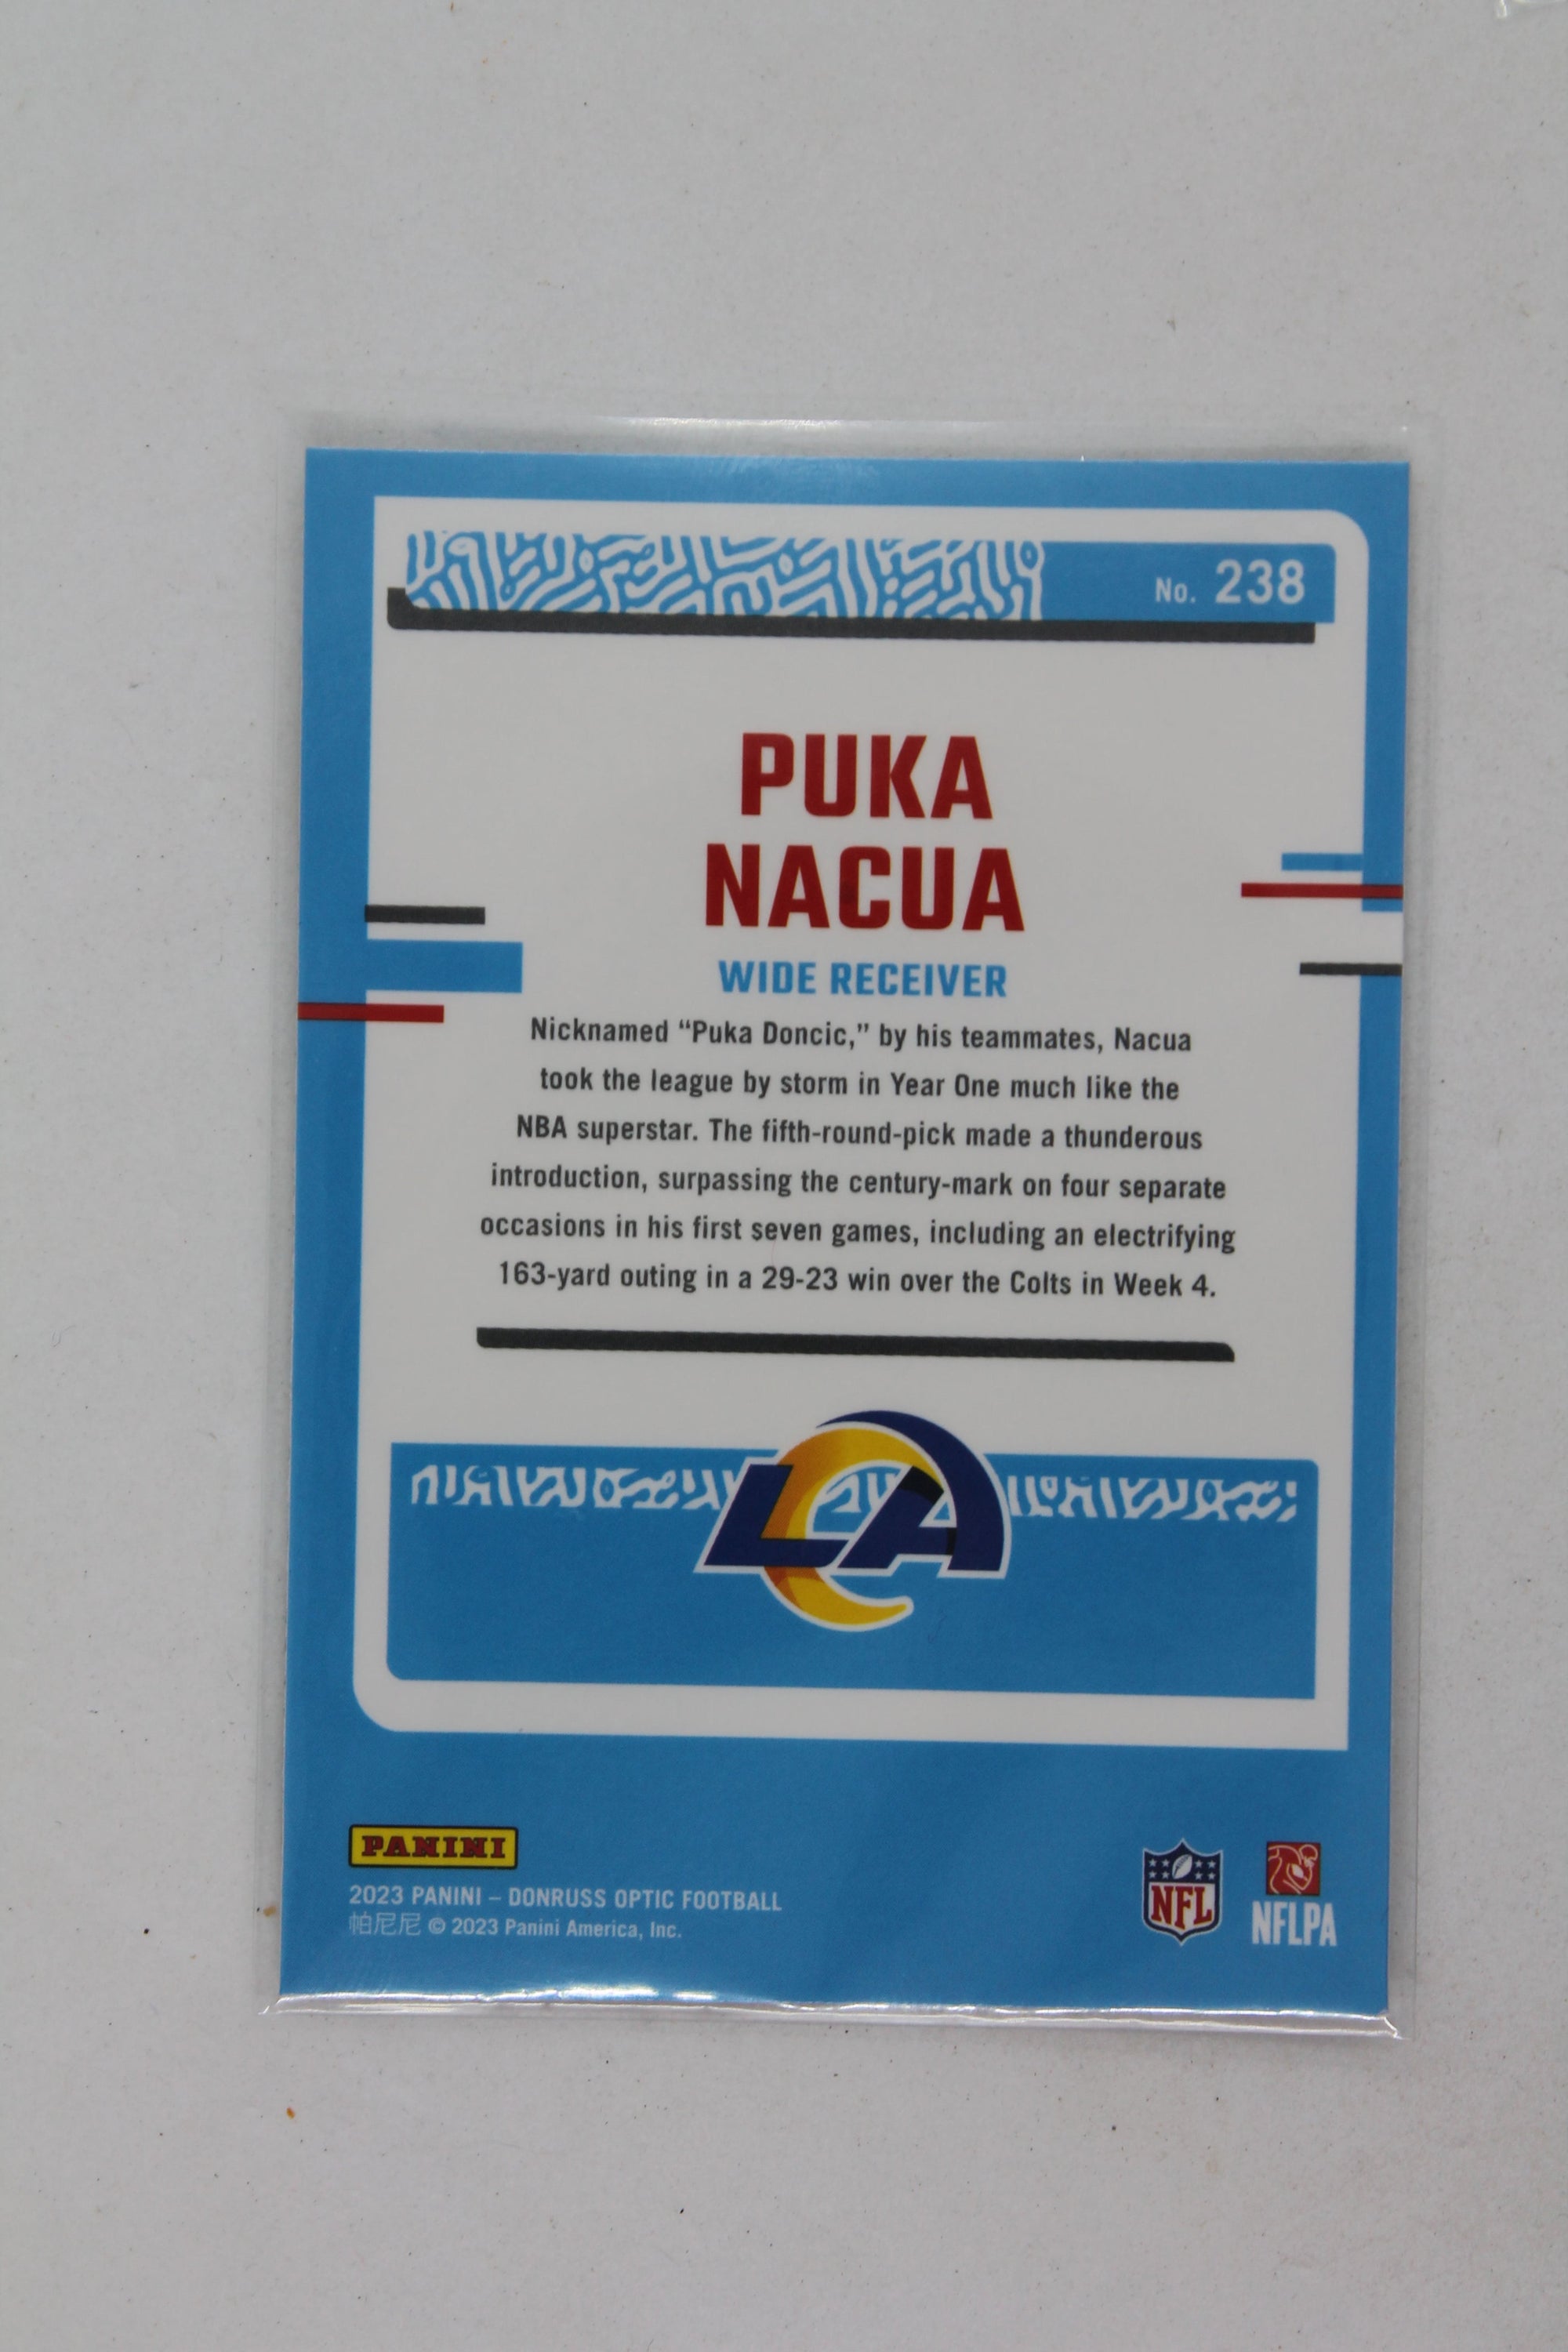 No. 238
PUKA
NACUA
WIDE RECEIVER
Nicknamed “Puka Doncic,” by his teammates, Nacua
took the league by storm in Year One much like the
NBA superstar. The fifth-round-pick made a thunderous
introduction, surpassing the century-mark on four separate
occasions in his first seven games, including an electrifying
163-yard outing in a 29-23 win over the Colts in Week 4.
LA
PANINI
2023 PANINI – DONRUSS OPTIC FOOTBALL
帕尼尼 © 2023 Panini America, Inc.
NFL
NFLPA